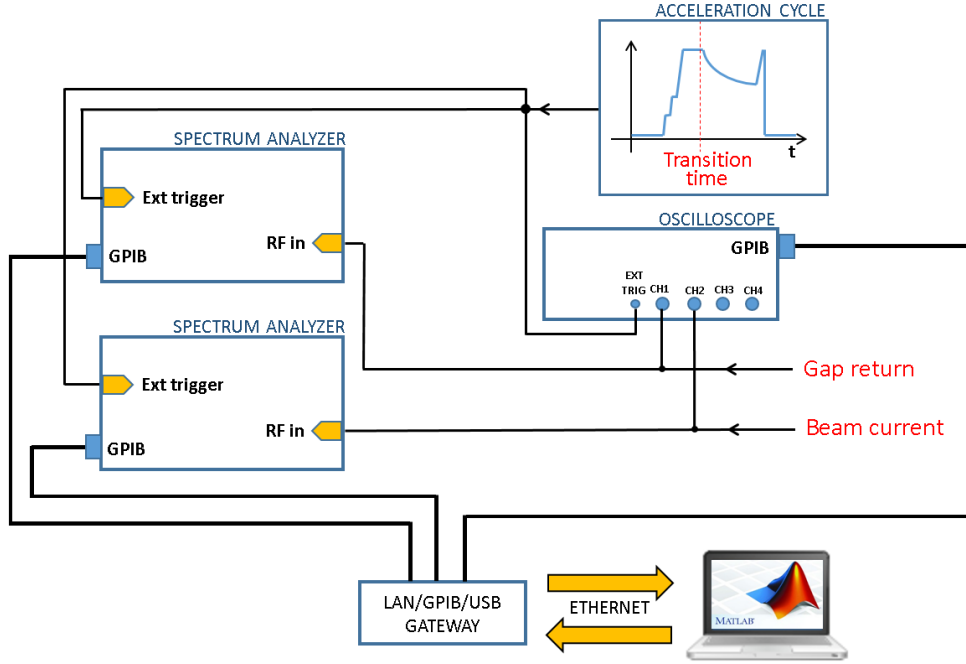 ACCELERATION CYCLE
t
Transition
time
SPECTRUM ANALYZER
Ext trigger
RF in
GPIB
OSCILLOSCOPE
GPIB
EXT
TRIG CH1 CH2 CH3 CH4
SPECTRUM ANALYZER
Ext trigger
RF in
GPIB
Gap return
Beam current
LAN/GPIB/USB
GATEWAY
ETHERNET
MATLAB